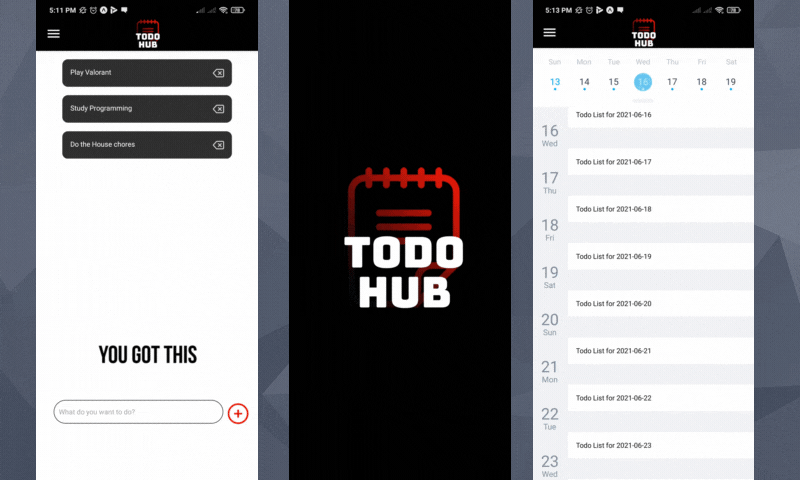 5:11 PM
TODO
HUB
Play Valorant
Study Programming
Do the House chores
YOU GOT THIS
What do you want to do?
TODO
HUB
5:13 PM
TODO
HUB
Sun Mon Tue Wed Thu Fri Sat
13 14 15 16 17 18 19
16
Wed
Todo List for 2021-06-16
17
Thu
Todo List for 2021-06-17
18
Fri
Todo List for 2021-06-18
19
Sat
Todo List for 2021-06-19
20
Sun
Todo List for 2021-06-20
21
Mon
Todo List for 2021-06-21
22
Tue
Todo List for 2021-06-22
23
Wed
Todo List for 2021-06-23